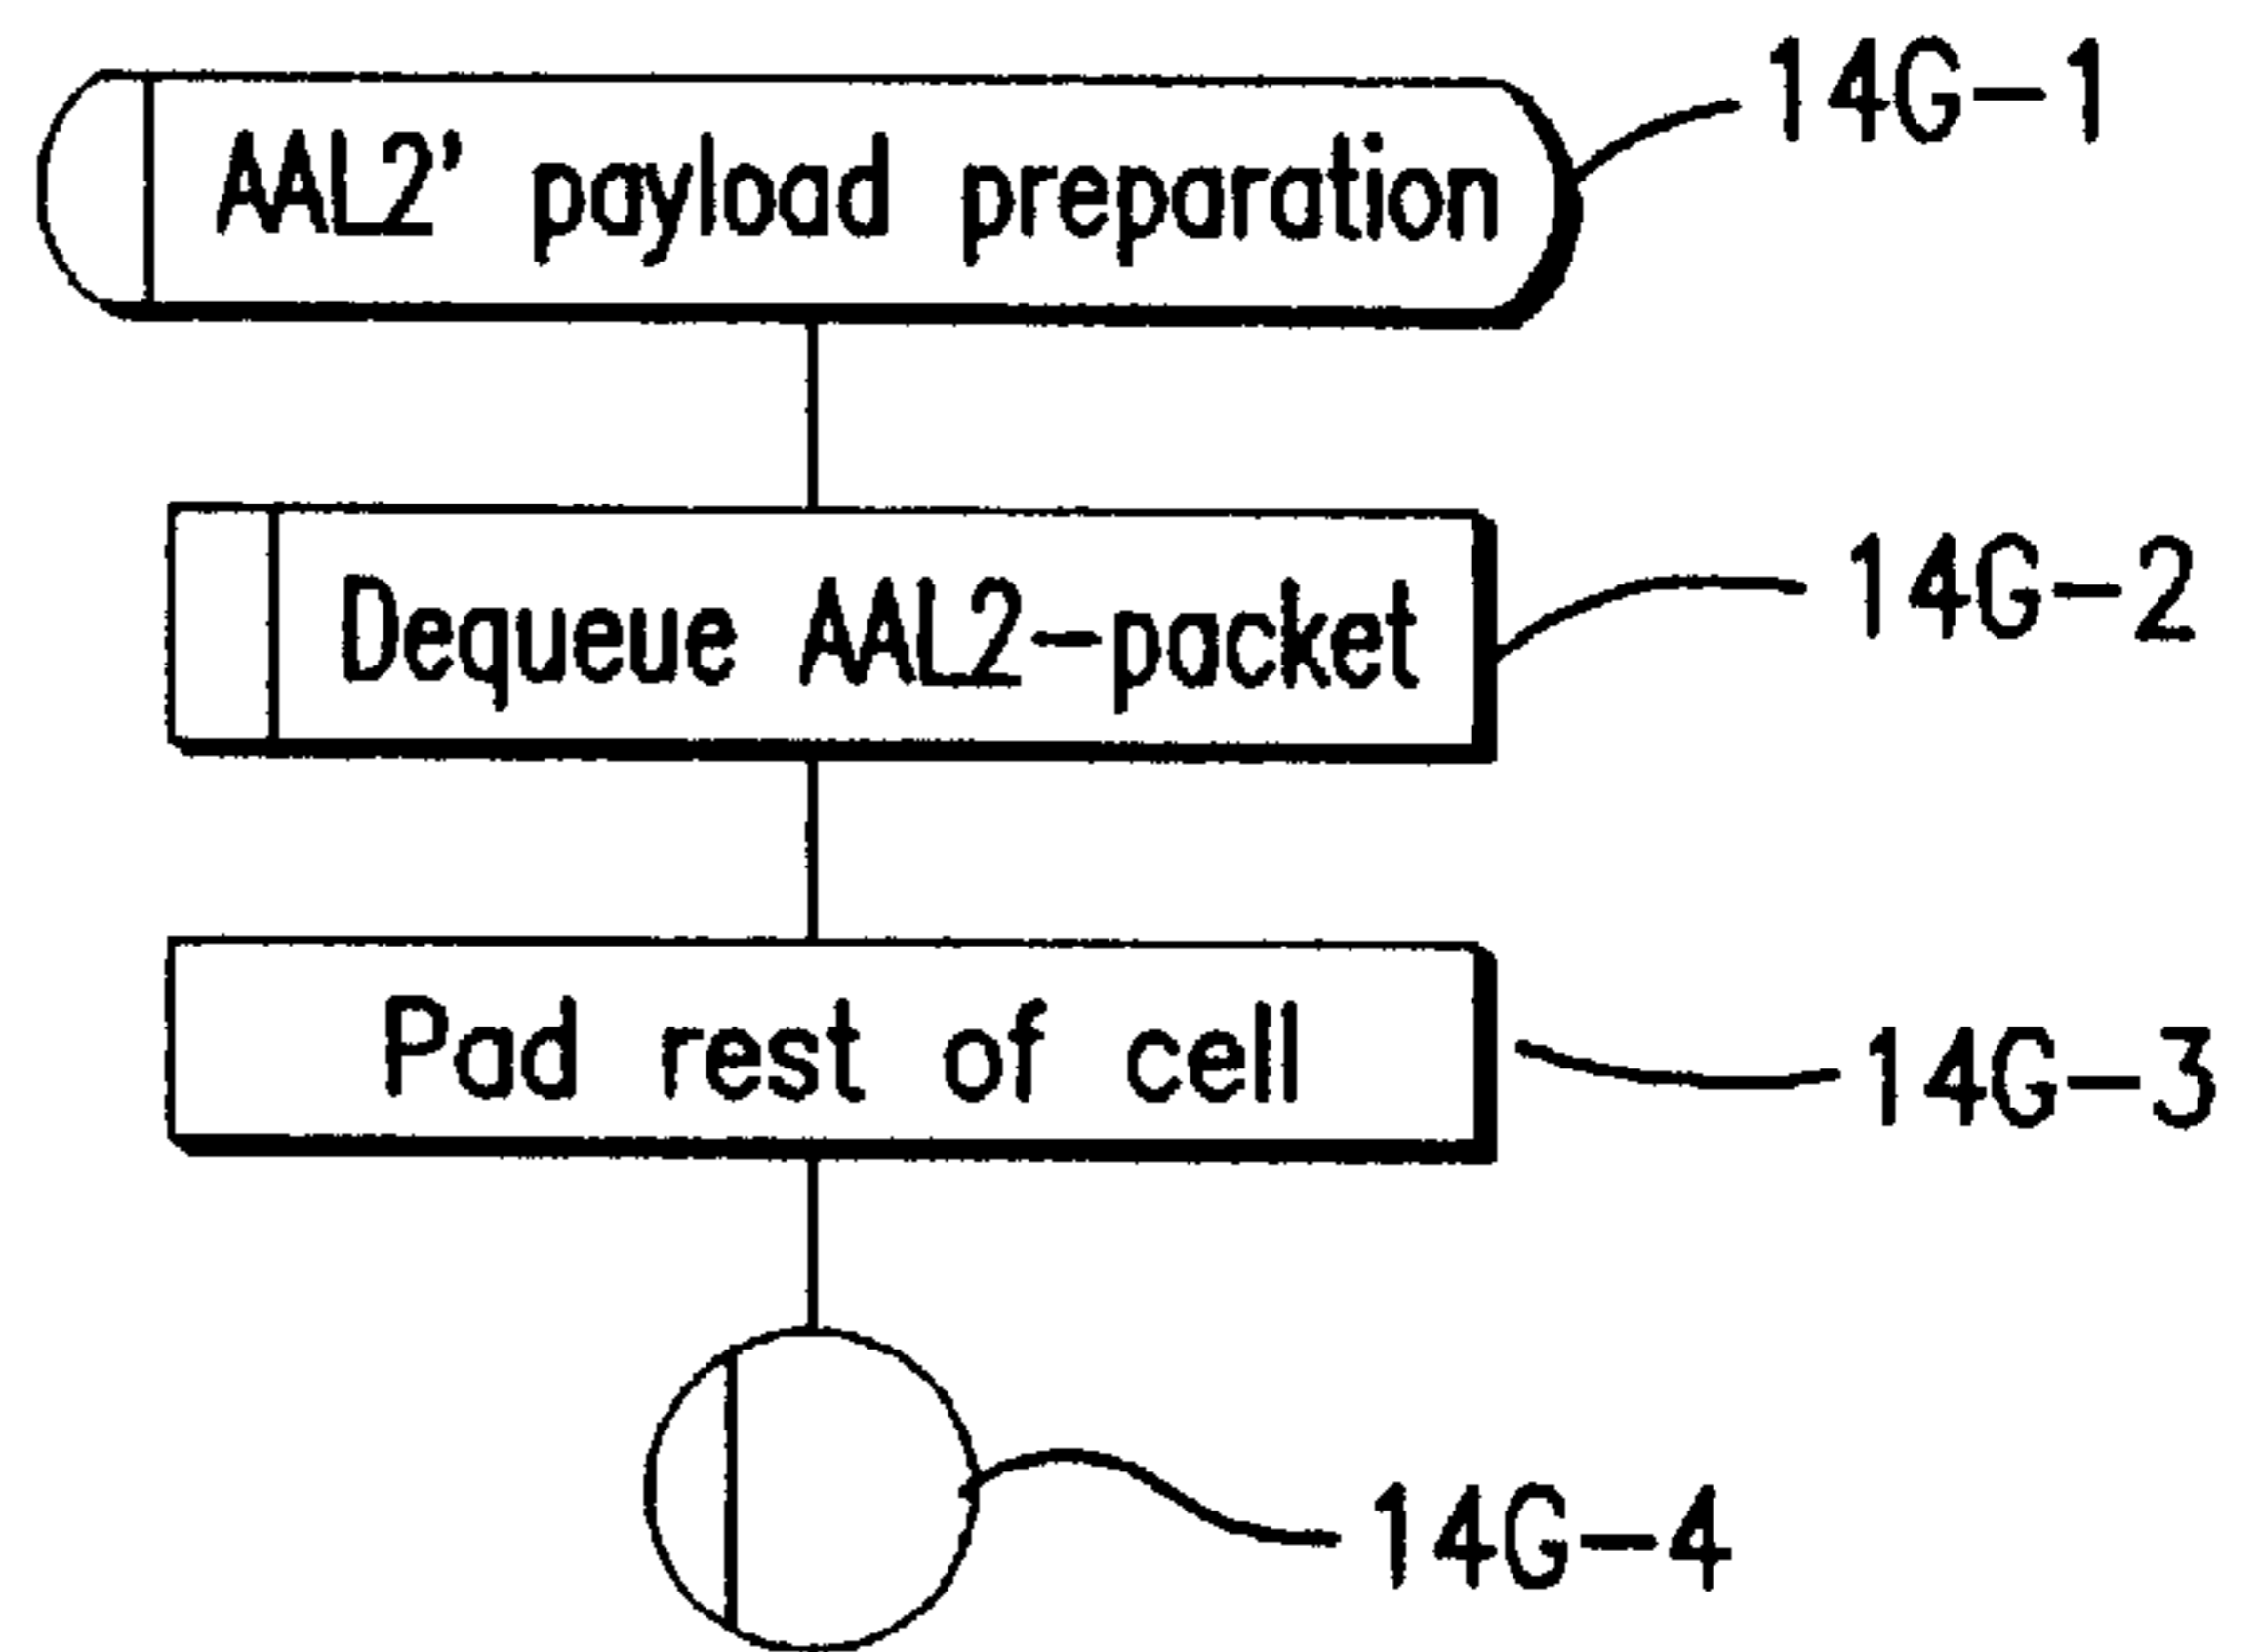 AAL2' payload preparation
14G-1
Dequeue AAL2-packet
14G-2
Pad rest of cell
14G-3
14G-4